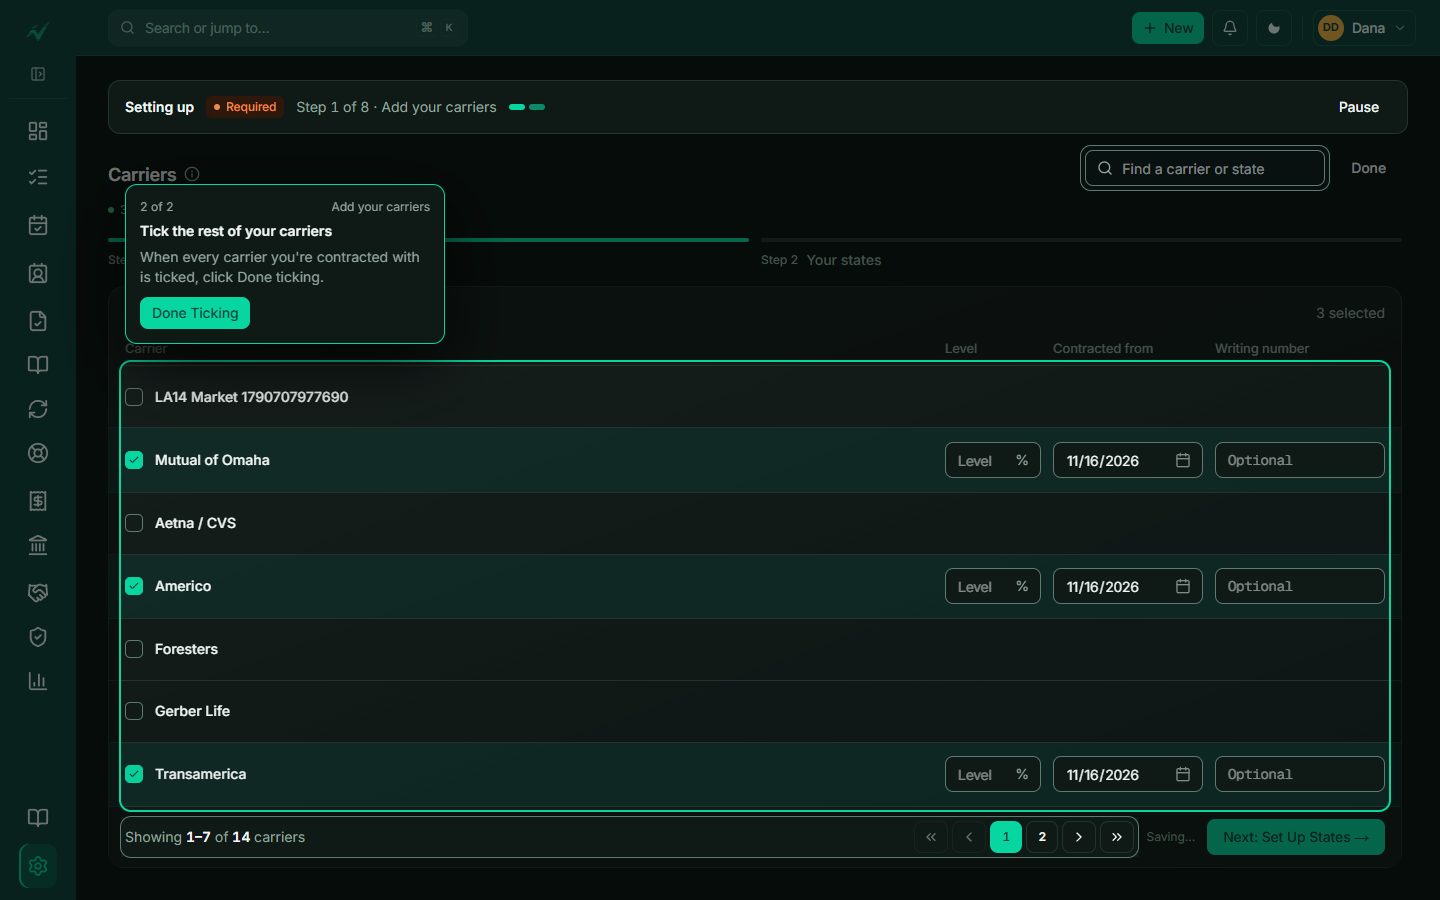 Search or jump to...
⌘ K
New
DD
Dana
Setting up
Required
Step 1 of 8 · Add your carriers
Pause
Carriers
Find a carrier or state
Done
2 of 2
Add your carriers
Tick the rest of your carriers
When every carrier you're contracted with
is ticked, click Done ticking.
Done Ticking
Step 2 Your states
3 selected
Carrier
Level
Contracted from
Writing number
LA14 Market 1790707977690
Mutual of Omaha
Level %
11/16/2026
Optional
Aetna / CVS
Americo
Level %
11/16/2026
Optional
Foresters
Gerber Life
Transamerica
Level %
11/16/2026
Optional
Showing 1–7 of 14 carriers
« ‹ 1 2 › »
Saving...
Next: Set Up States →